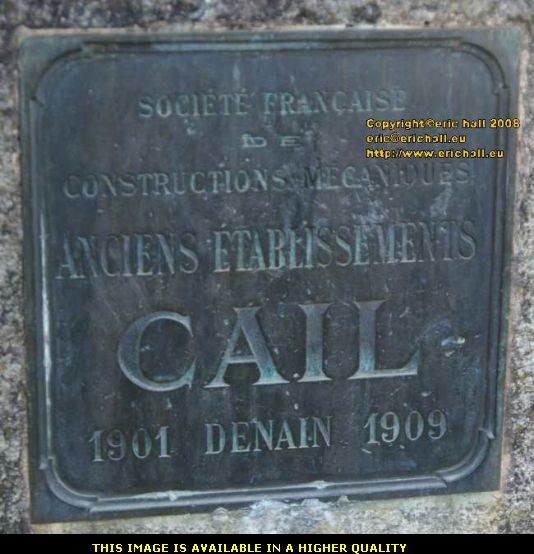 SOCIÉTÉ FRANÇAISE
DE
CONSTRUCTIONS MECANIQUES
ANCIENS ÉTABLISSEMENTS
CAIL
1901 DENAIN 1909
Copyright©eric hall 2008
eric©erichall.eu
http://www.erichall.eu
THIS IMAGE IS AVAILABLE IN A HIGHER QUALITY